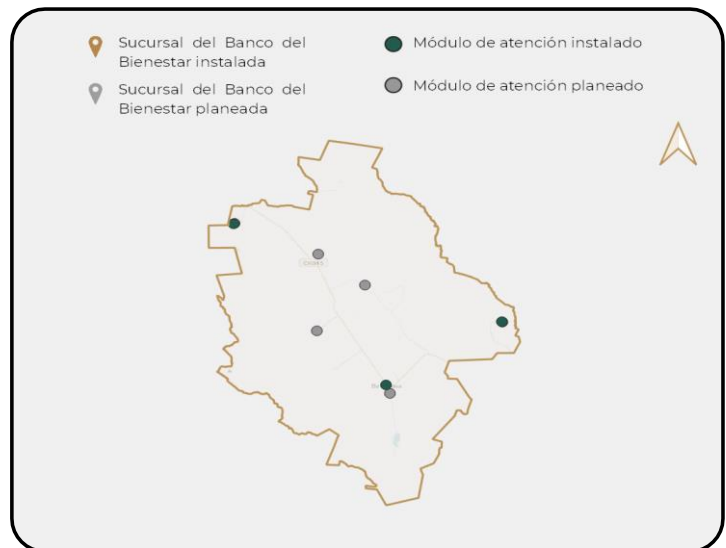 Sucursal del Banco del
Bienestar instalada
Sucursal del Banco del
Bienestar planeada
Módulo de atención instalado
Módulo de atención planeado